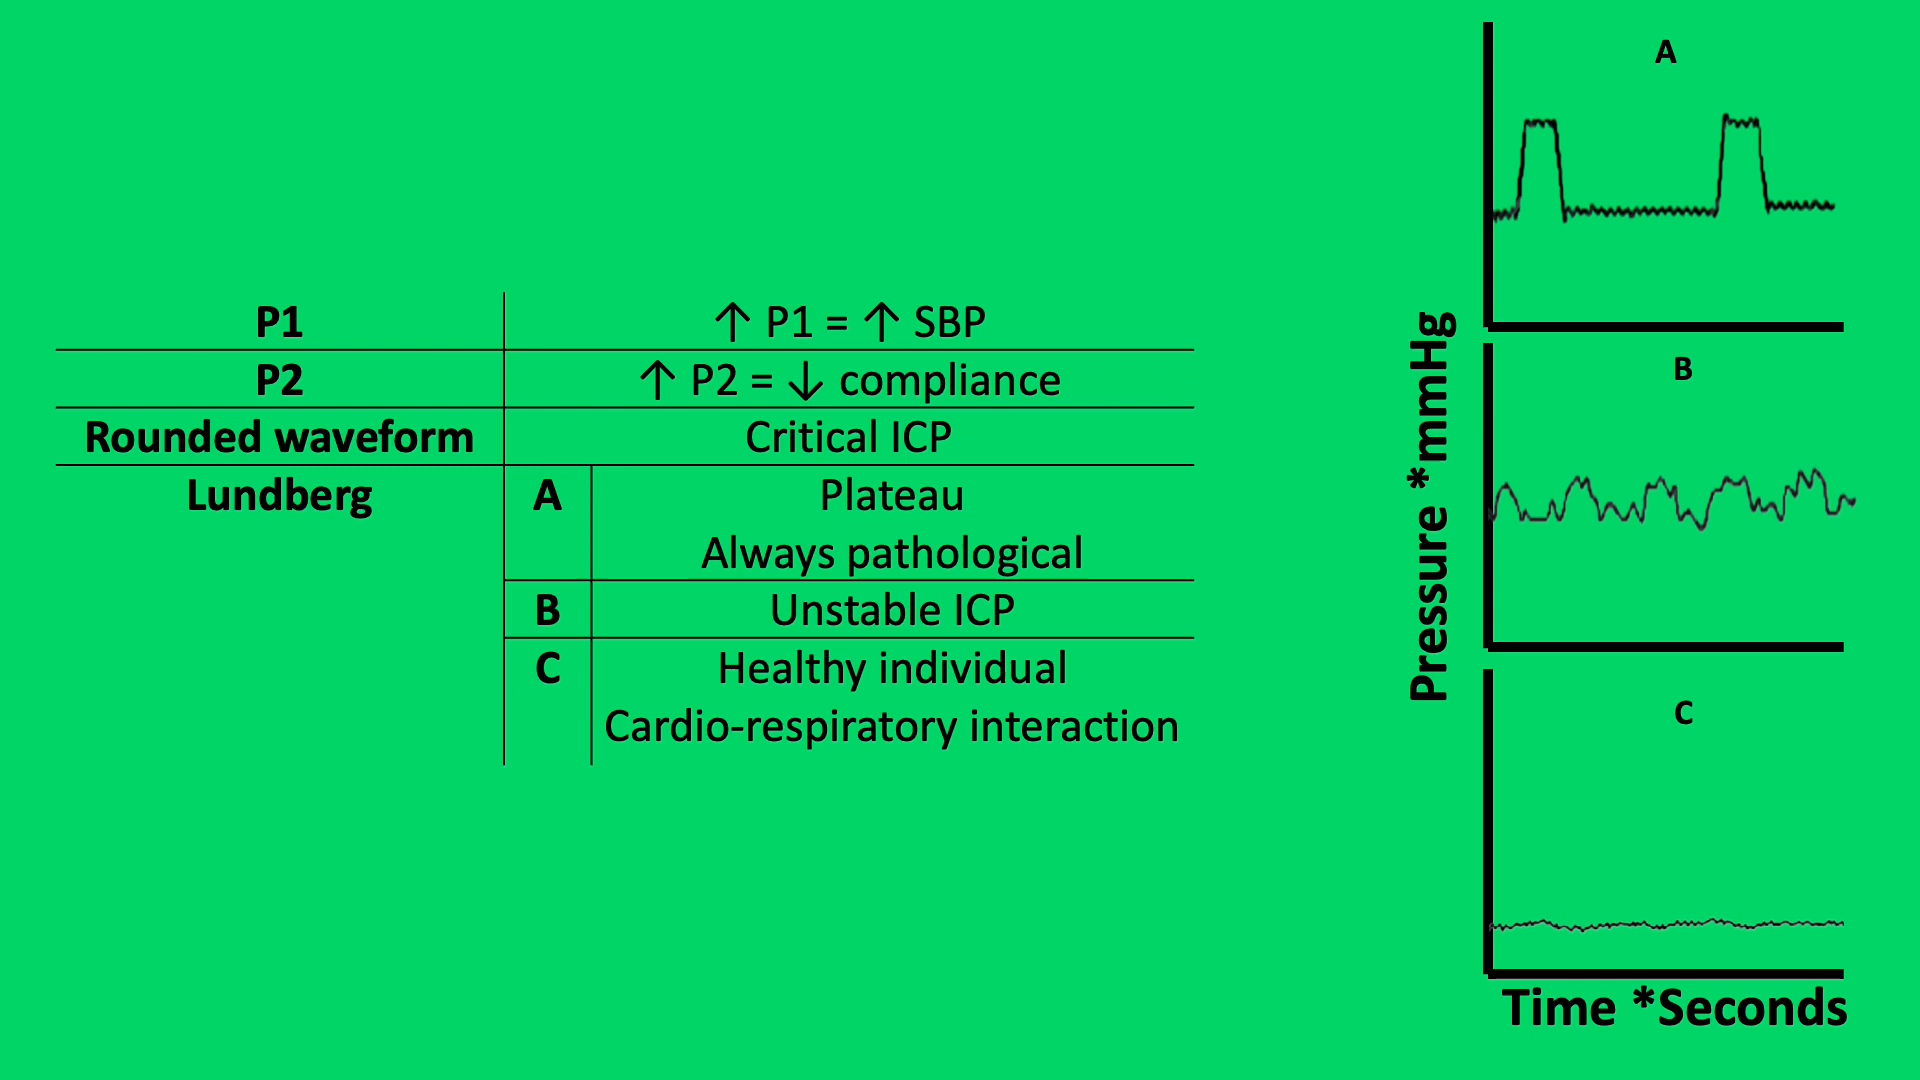 P1 ↑ P1 = ↑ SBP
P2 ↑ P2 = ↓ compliance
Rounded waveform Critical ICP
Lundberg A Plateau
Always pathological
B Unstable ICP
C Healthy individual
Cardio-respiratory interaction
A
B
C
Pressure *mmHg
Time *Seconds